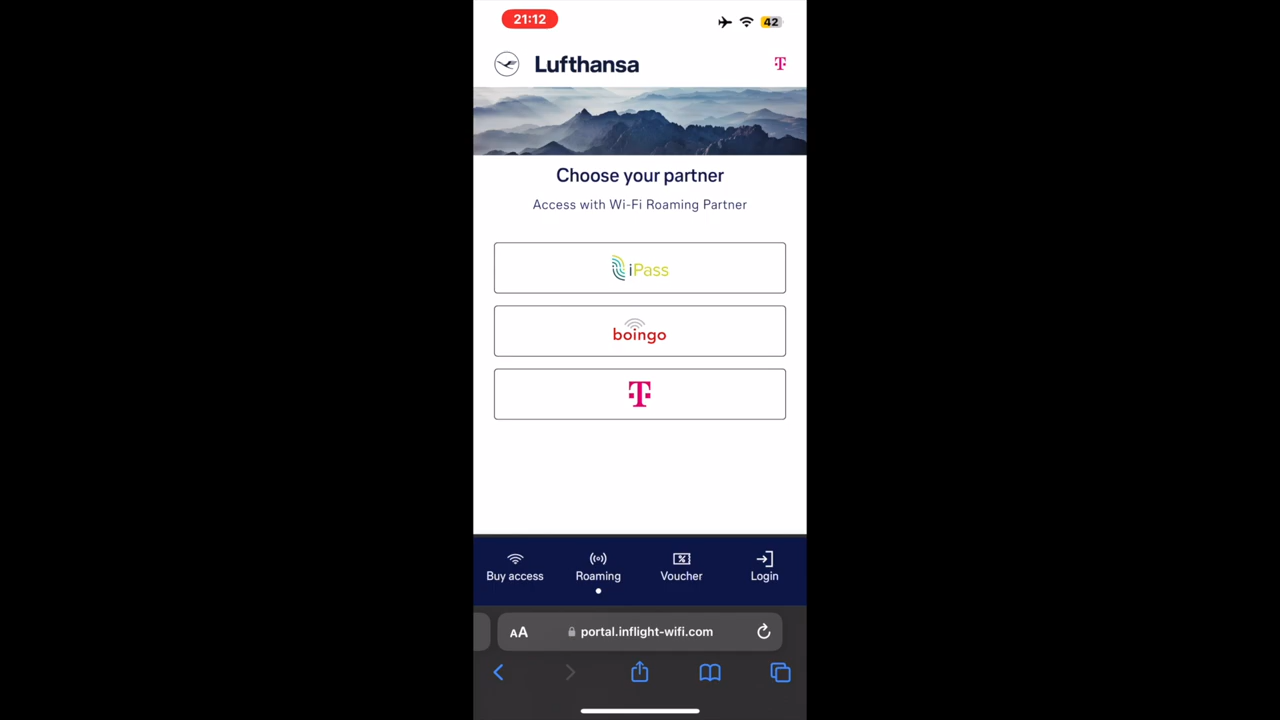 21:12
42
Lufthansa
T
Choose your partner
Access with Wi-Fi Roaming Partner
iPass
boingo
T
Buy access
Roaming
Voucher
Login
AA
portal.inflight-wifi.com